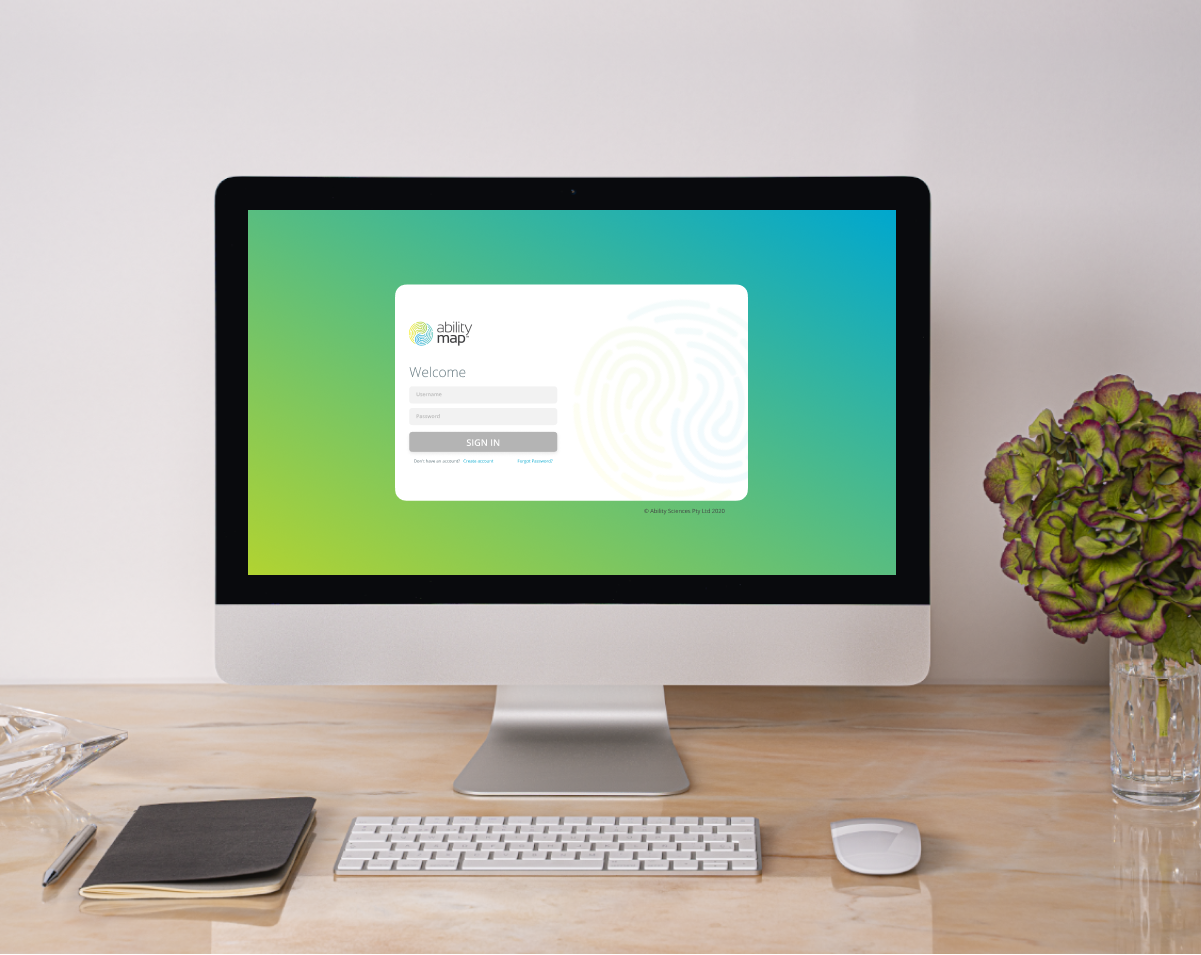 ability
map²
Welcome
Username
Password
SIGN IN
Don't have an account? Create account Forgot Password?
© Ability Sciences Pty Ltd 2020